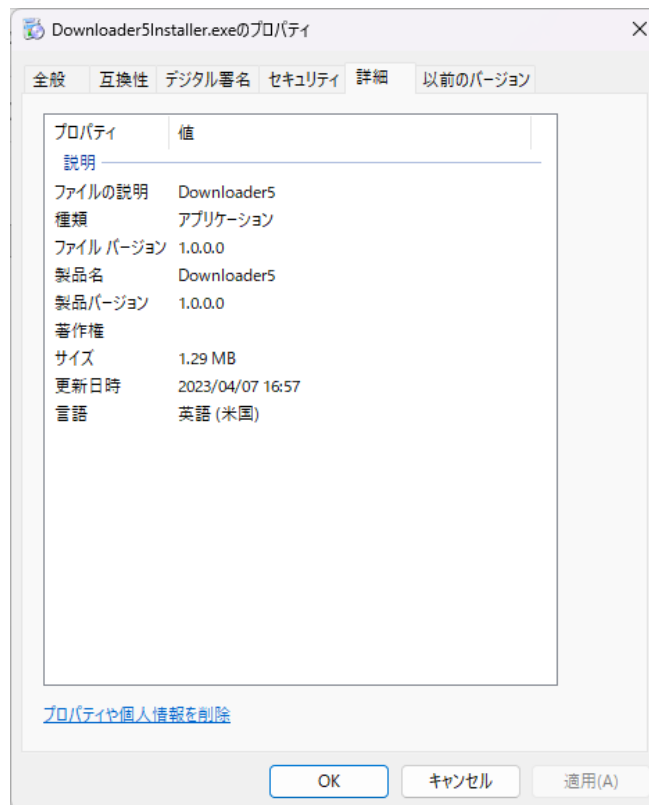 Downloader5Installer.exeのプロパティ
全般 互換性 デジタル署名 セキュリティ 詳細 以前のバージョン
プロパティ 値
説明
ファイルの説明 Downloader5
種類 アプリケーション
ファイル バージョン 1.0.0.0
製品名 Downloader5
製品バージョン 1.0.0.0
著作権
サイズ 1.29 MB
更新日時 2023/04/07 16:57
言語 英語 (米国)
プロパティや個人情報を削除
OK キャンセル 適用(A)